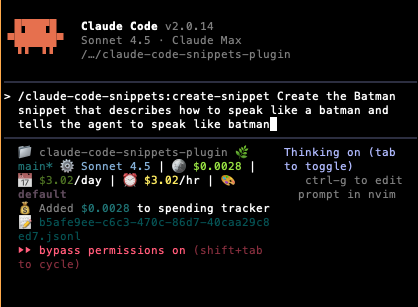 Claude Code v2.0.14
Sonnet 4.5 · Claude Max
/…/claude-code-snippets-plugin
> /claude-code-snippets:create-snippet Create the Batman
snippet that describes how to speak like a batman and
tells the agent to speak like batman
claude-code-snippets-plugin
main* Sonnet 4.5 | $0.0028 |
$3.02/day | $3.02/hr |
default
Added $0.0028 to spending tracker
b5afe9ee-c6c3-470c-86d7-40caa29c8
ed7.jsonl
bypass permissions on (shift+tab
to cycle)
Thinking on (tab
to toggle)
ctrl-g to edit
prompt in nvim